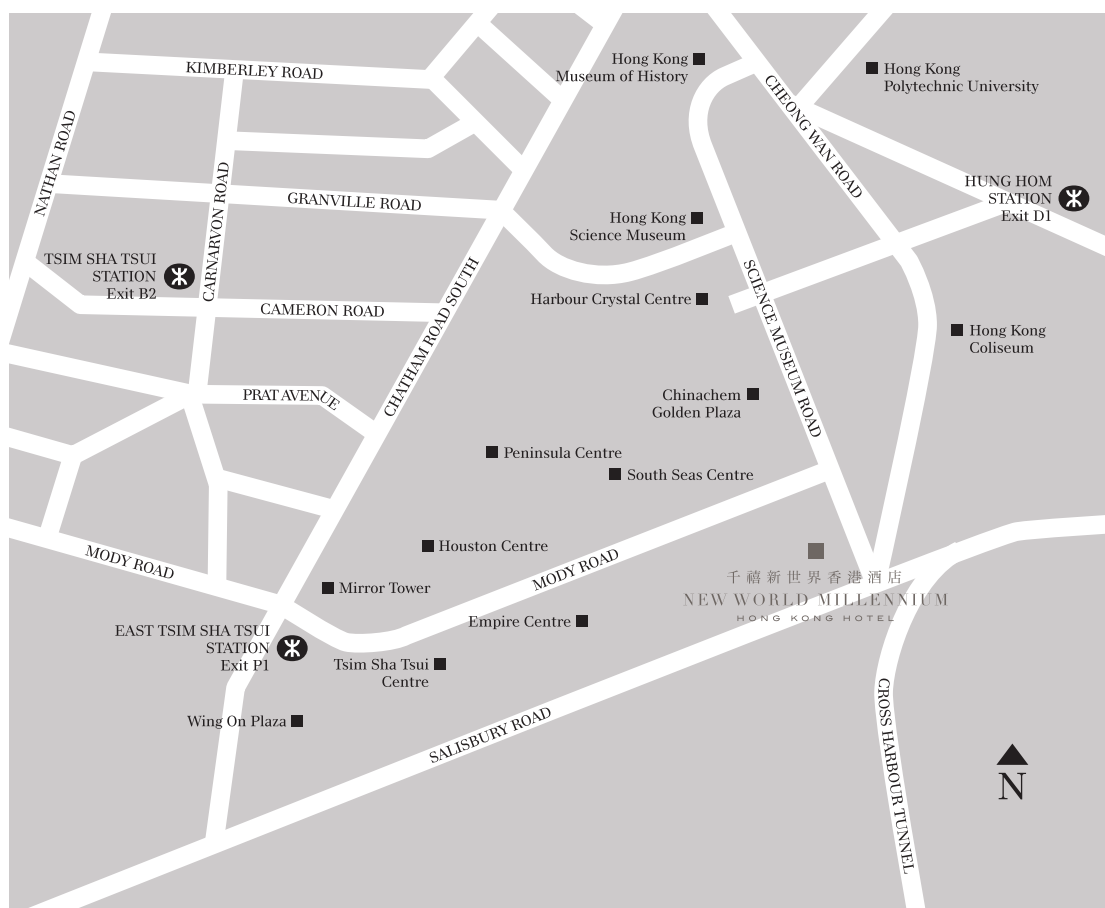 Hong Kong
Museum of History
Hong Kong
Polytechnic University
KIMBERLEY ROAD
CHEONG WAN ROAD
NATHAN ROAD
CARNARVON ROAD
GRANVILLE ROAD
HUNG HOM
STATION
Exit D1
Hong Kong
Science Museum
TSIM SHA TSUI
STATION
Exit B2
CAMERON ROAD
CHATHAM ROAD SOUTH
SCIENCE MUSEUM ROAD
Harbour Crystal Centre
Hong Kong
Coliseum
PRAT AVENUE
Chinachem
Golden Plaza
Peninsula Centre
South Seas Centre
MODY ROAD
Houston Centre
MODY ROAD
Mirror Tower
千禧新世界香港酒店
NEW WORLD MILLENNIUM
HONG KONG HOTEL
Empire Centre
EAST TSIM SHA TSUI
STATION
Exit P1
Tsim Sha Tsui
Centre
Wing On Plaza
SALISBURY ROAD
CROSS HARBOUR TUNNEL
N